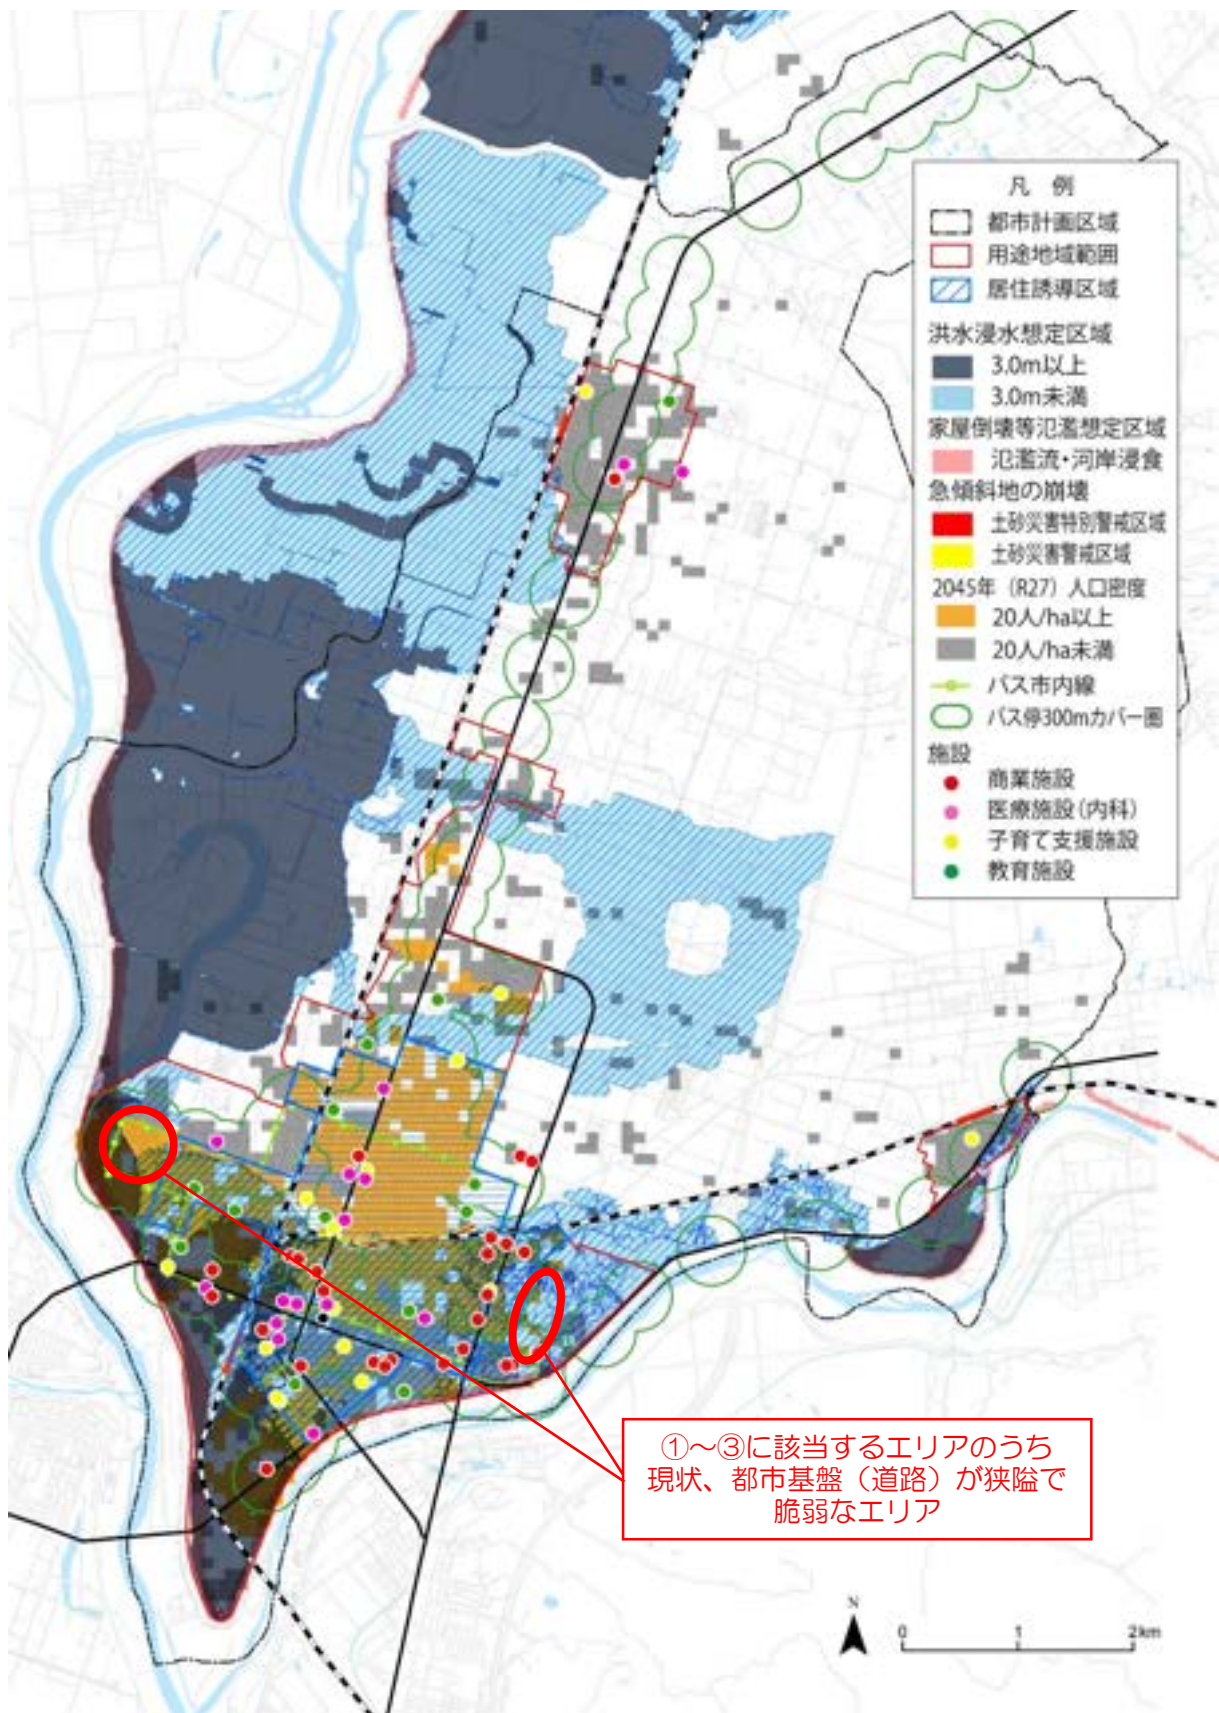 凡 例
都市計画区域
用途地域範囲
居住誘導区域
洪水浸水想定区域
3.0m以上
3.0m未満
家屋倒壊等氾濫想定区域
氾濫流・河岸浸食
急傾斜地の崩壊
土砂災害特別警戒区域
土砂災害警戒区域
2045年 (R27) 人口密度
20人/ha以上
20人/ha未満
バス市内線
バス停300mカバー圏
施設
商業施設
医療施設(内科)
子育て支援施設
教育施設
①～③に該当するエリアのうち
現状、都市基盤（道路）が狭隘で
脆弱なエリア
N
0 1 2km